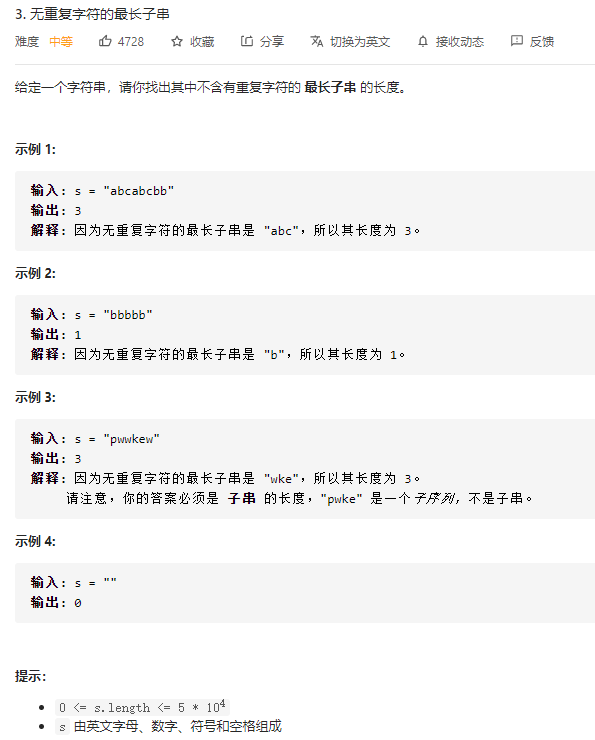 3. 无重复字符的最长子串
难度 中等 4728 收藏 分享 切换为英文 接收动态 反馈
给定一个字符串，请你找出其中不含有重复字符的 最长子串 的长度。
示例 1:
输入: s = "abcabcbb"
输出: 3
解释: 因为无重复字符的最长子串是 "abc"，所以其长度为 3。
示例 2:
输入: s = "bbbbb"
输出: 1
解释: 因为无重复字符的最长子串是 "b"，所以其长度为 1。
示例 3:
输入: s = "pwwkew"
输出: 3
解释: 因为无重复字符的最长子串是 "wke"，所以其长度为 3。
请注意，你的答案必须是 子串 的长度，"pwke" 是一个子序列，不是子串。
示例 4:
输入: s = ""
输出: 0
提示：
0 <= s.length <= 5 * 10⁴
s 由英文字母、数字、符号和空格组成